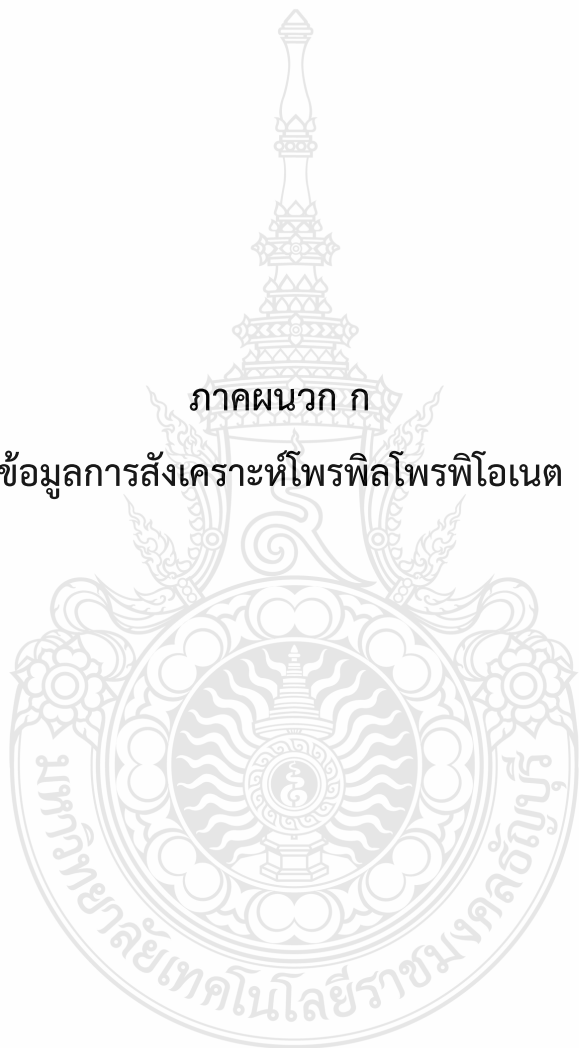 ภาคผนวก ก
ข้อมูลการสังเคราะห์โพรพิลโพรพิโอเนต
มหาวิทยาลัยเทคโนโลยีราชมงคลธัญบุรี